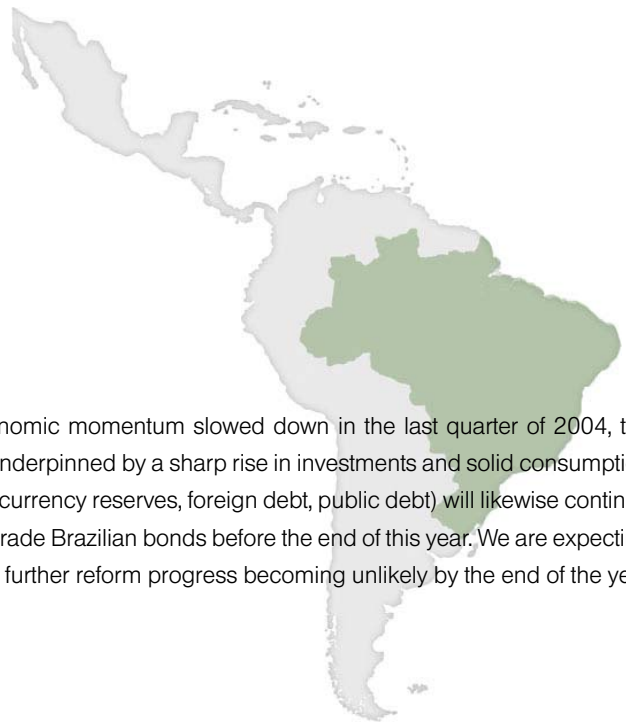 nomic momentum slowed down in the last quarter of 2004, t
nderpinned by a sharp rise in investments and solid consumpti
currency reserves, foreign debt, public debt) will likewise contin
rade Brazilian bonds before the end of this year. We are expecti
further reform progress becoming unlikely by the end of the ye